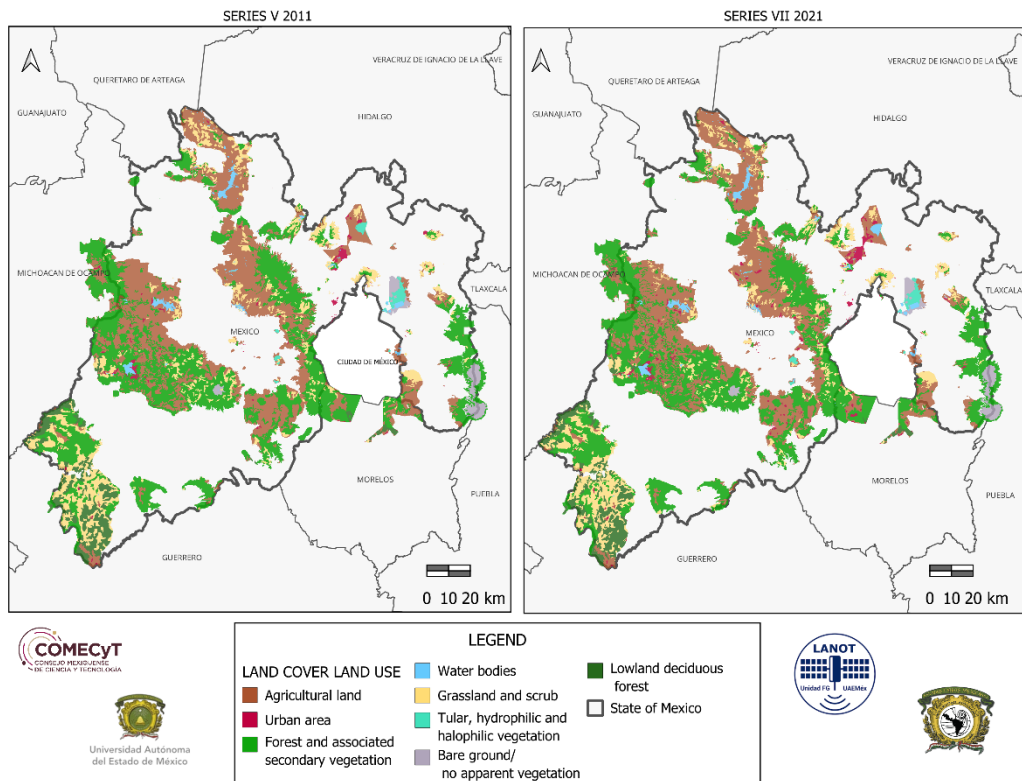 SERIES V 2011
SERIES VII 2021
VERACRUZ DE IGNACIO DE LA LLAVE
QUERETARO DE ARTEAGA
GUANAJUATO
HIDALGO
MICHOACAN DE OCAMPO
TLAXCALA
MEXICO
CIUDAD DE MÉXICO
MORELOS
PUEBLA
GUERRERO
0 10 20 km
VERACRUZ DE IGNACIO DE LA LLAVE
QUERETARO DE ARTEAGA
GUANAJUATO
HIDALGO
MICHOACAN DE OCAMPO
TLAXCALA
MEXICO
MORELOS
PUEBLA
GUERRERO
0 10 20 km
COMECyT
CONSEJO MEXIQUENSE
DE CIENCIA Y TECNOLOGÍA
Universidad Autónoma
del Estado de México
LEGEND
LAND COVER LAND USE
Agricultural land
Urban area
Forest and associated
secondary vegetation
Water bodies
Grassland and scrub
Tular, hydrophilic and
halophilic vegetation
Bare ground/
no apparent vegetation
Lowland deciduous
forest
State of Mexico
LANOT
Unidad FG UAEMéx